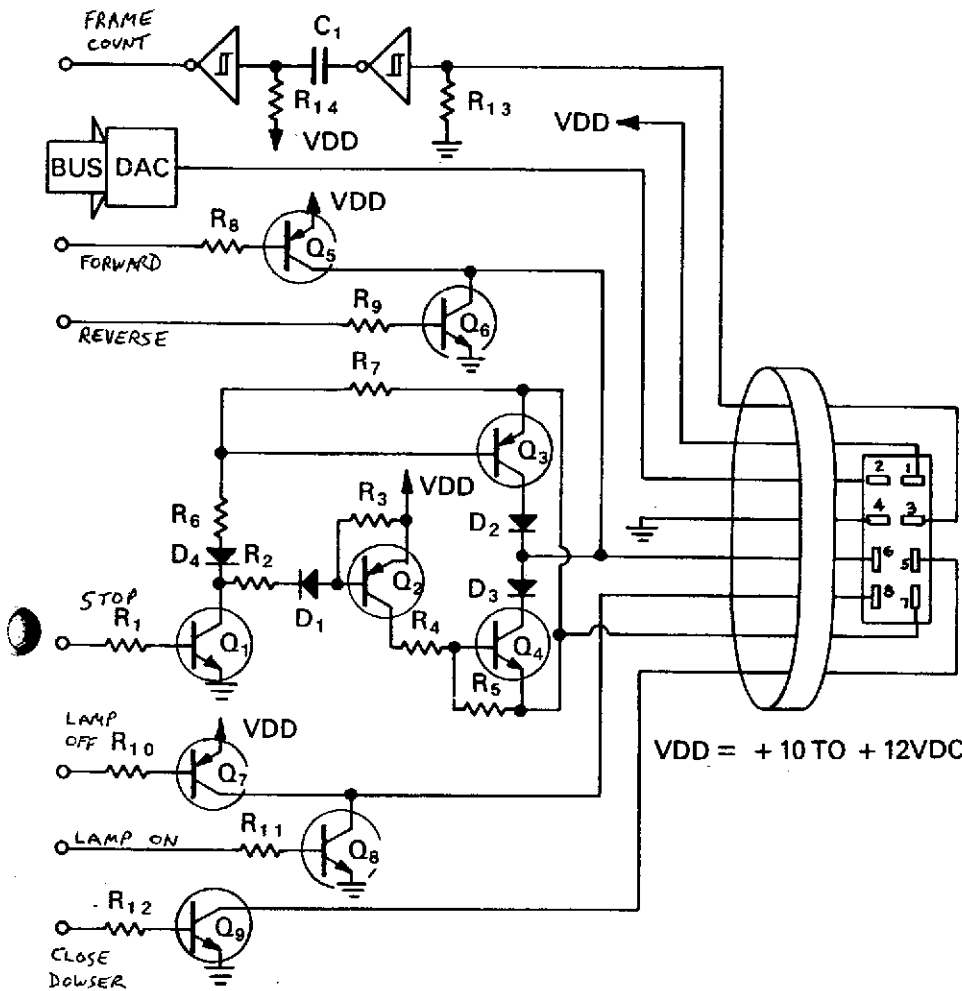 FRAME
COUNT
C1
R14
VDD
R13
VDD
BUS DAC
VDD
R8
Q5
FORWARD
R9
Q6
REVERSE
R7
Q3
2 1
VDD
R3
4 3
R6
D2
D4
R2
Q2
6 5
STOP
D1
D3
8 7
R1
Q1
R4
Q4
R5
LAMP
OFF
R10
VDD
Q7
VDD = +10 TO +12VDC
LAMP ON
R11
Q8
R12
Q9
CLOSE
DOWSER